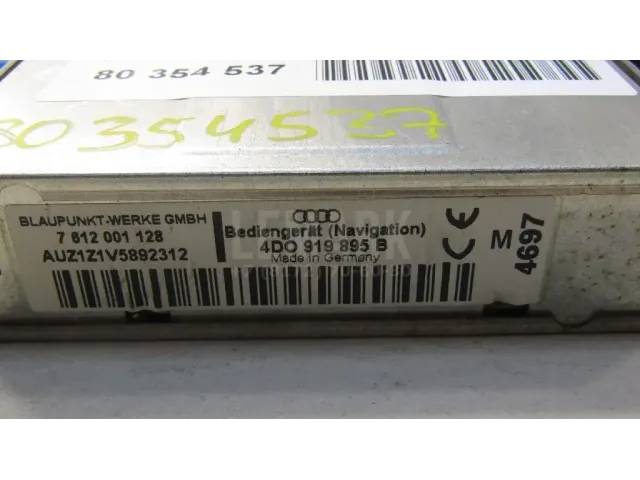 80 354 537
80354537
BLAUPUNKT-WERKE GMBH
7 612 001 128
AUZ1Z1V5892312
Bediengerät (Navigation)
4DO 919 895 B
Made in Germany
CE
M
4697